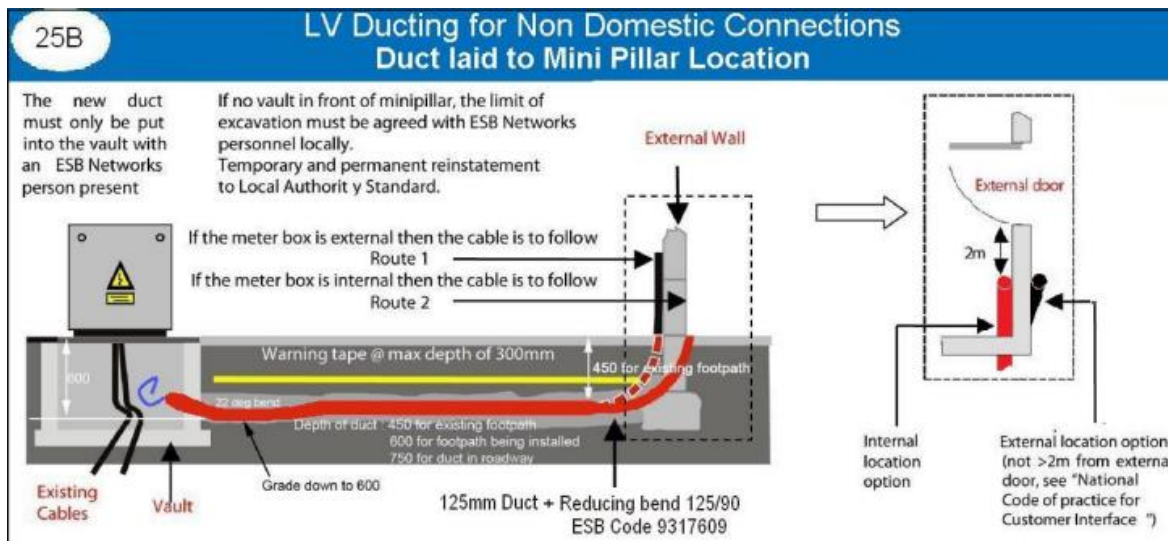 25B
LV Ducting for Non Domestic Connections
Duct laid to Mini Pillar Location
The new duct
must only be put
into the vault with
an ESB Networks
person present
If no vault in front of minipillar, the limit of
excavation must be agreed with ESB Networks
personnel locally.
Temporary and permanent reinstatement
to Local Authorit y Standard.
External Wall
External door
If the meter box is external then the cable is to follow
Route 1
If the meter box is internal then the cable is to follow
Route 2
2m
600
Warning tape @ max depth of 300mm
450 for existing footpath
22 deg bend
Depth of duct : 450 for existing footpath
600 for footpath being installed
750 for duct in roadway
Existing
Cables
Vault
Grade down to 600
125mm Duct + Reducing bend 125/90
ESB Code 9317609
Internal
location
option
External location option
(not >2m from externa
door, see "National
Code of practice for
Customer Interface ")